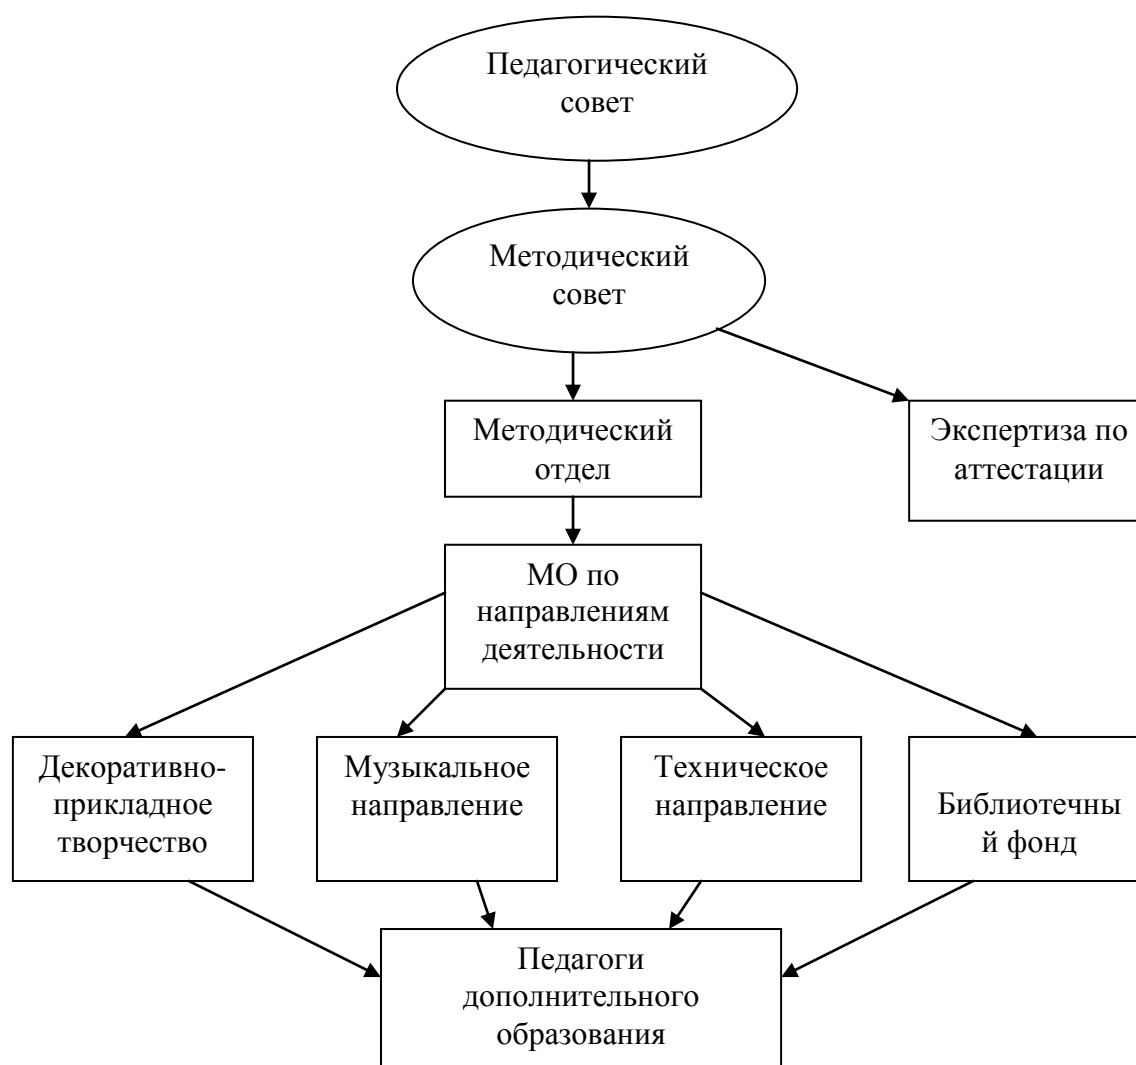 Педагогический
совет
Методический
совет
Методический
отдел
Экспертиза по
аттестации
МО по
направлениям
деятельности
Декоративно-
прикладное
творчество
Музыкальное
направление
Техническое
направление
Библиотечны
й фонд
Педагоги
дополнительного
образования